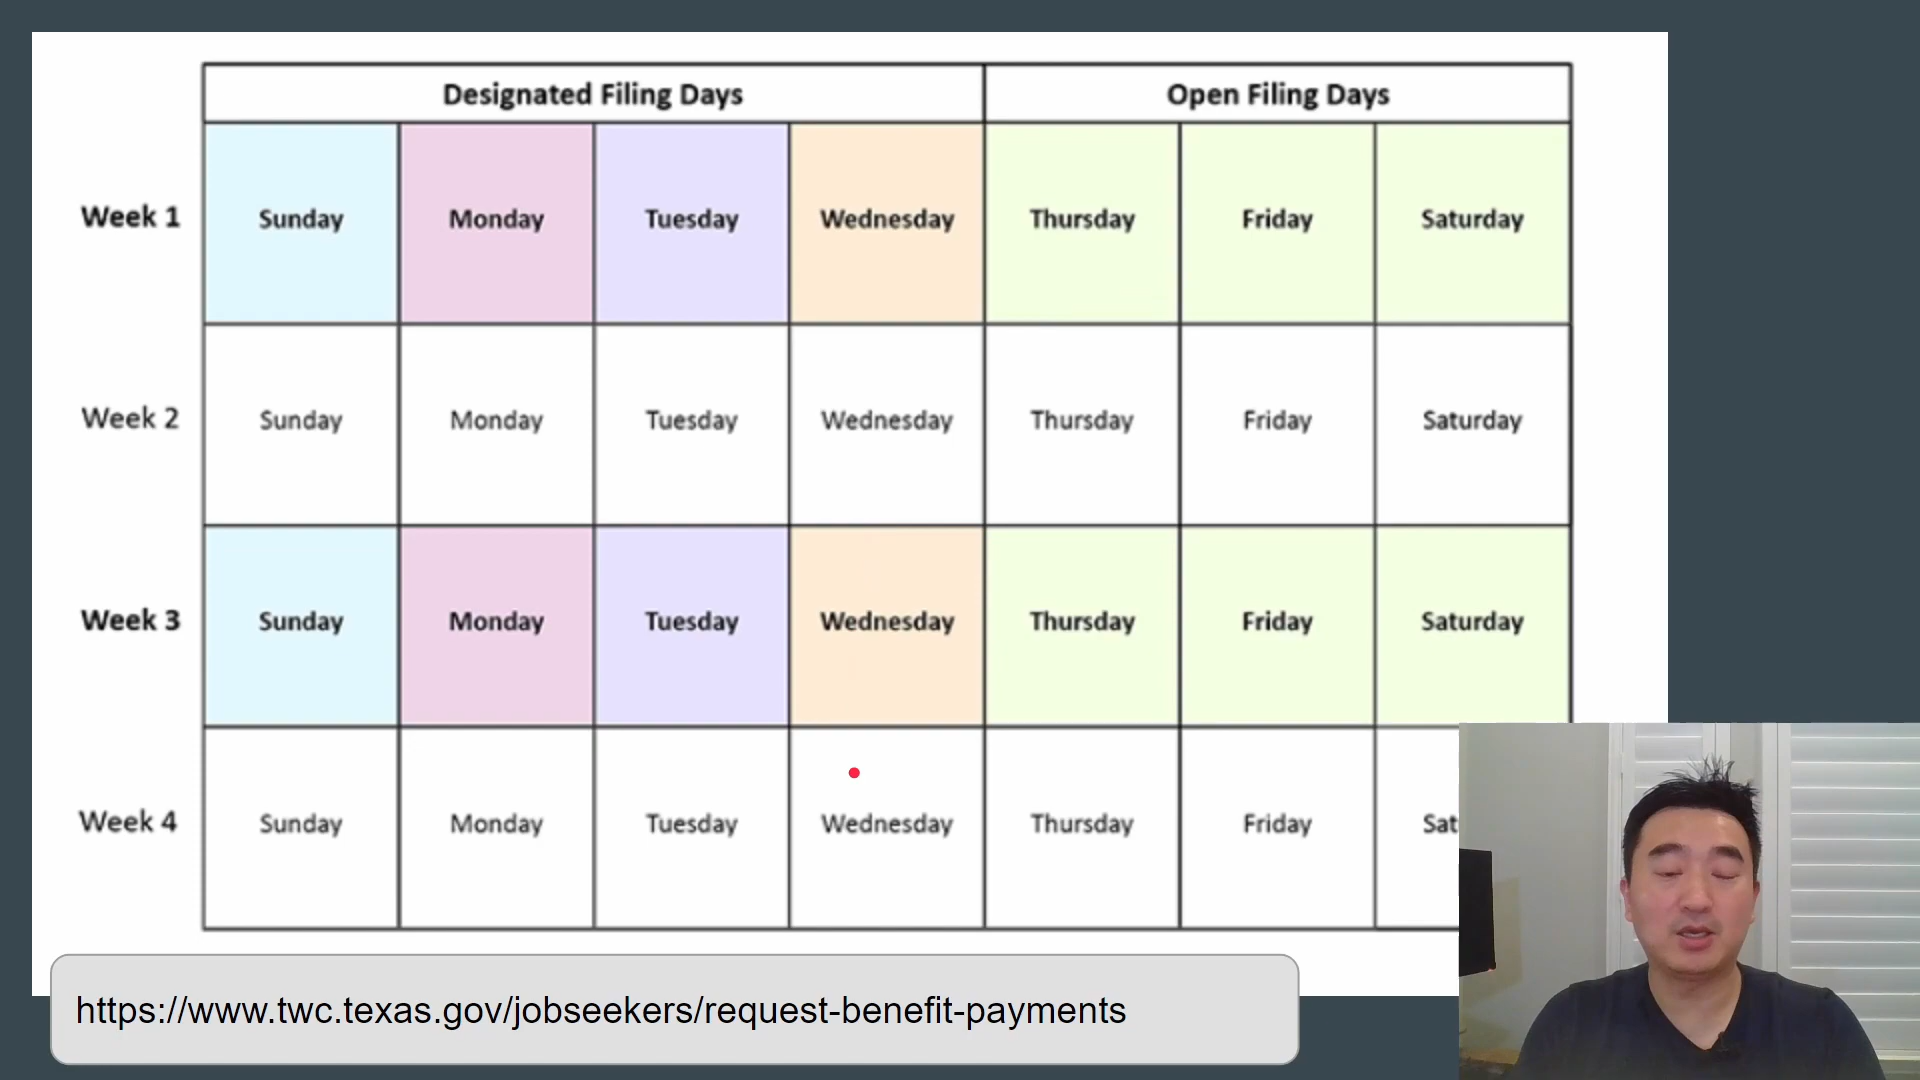 Designated Filing Days Open Filing Days
Week 1 Sunday Monday Tuesday Wednesday Thursday Friday Saturday
Week 2 Sunday Monday Tuesday Wednesday Thursday Friday Saturday
Week 3 Sunday Monday Tuesday Wednesday Thursday Friday Saturday
Week 4 Sunday Monday Tuesday Wednesday Thursday Friday Sat
https://www.twc.texas.gov/jobseekers/request-benefit-payments